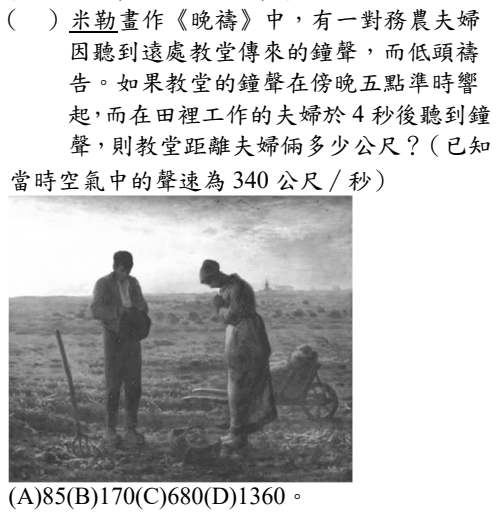 (　) 米勒畫作《晚禱》中，有一對務農夫婦
因聽到遠處教堂傳來的鐘聲，而低頭禱
告。如果教堂的鐘聲在傍晚五點準時響
起，而在田裡工作的夫婦於 4 秒後聽到鐘
聲，則教堂距離夫婦倆多少公尺？（已知
當時空氣中的聲速為 340 公尺／秒）
(A)85(B)170(C)680(D)1360。